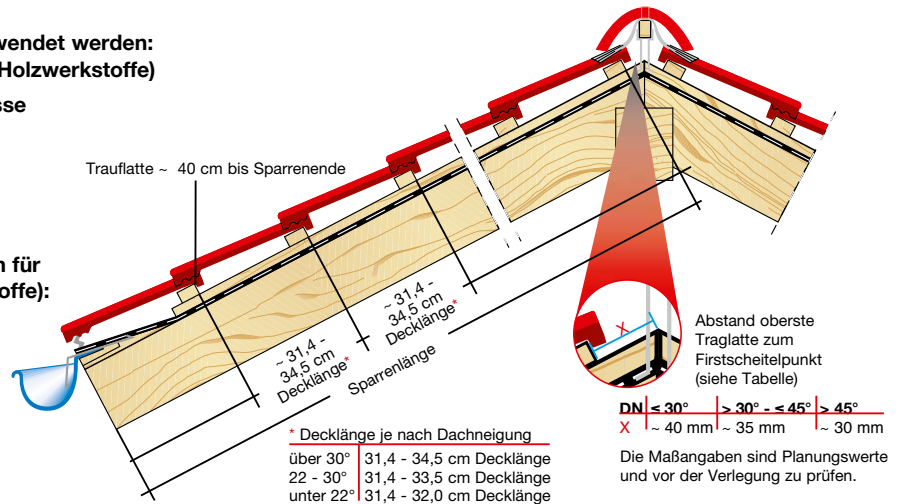 wendet werden:
Holzwerkstoffe)
sse
Trauflatte ~ 40 cm bis Sparrenende
n für
offe):
~ 31,4 -
34,5 cm
Decklänge*
~ 31,4 -
34,5 cm
Decklänge*
Sparrenlänge
X
Abstand oberste
Traglatte zum
Firstscheitelpunkt
(siehe Tabelle)
DN ≤ 30° > 30° - ≤ 45° > 45°
X ~ 40 mm ~ 35 mm ~ 30 mm
Die Maßangaben sind Planungswerte
und vor der Verlegung zu prüfen.
* Decklänge je nach Dachneigung
über 30° 31,4 - 34,5 cm Decklänge
22 - 30° 31,4 - 33,5 cm Decklänge
unter 22° 31,4 - 32,0 cm Decklänge